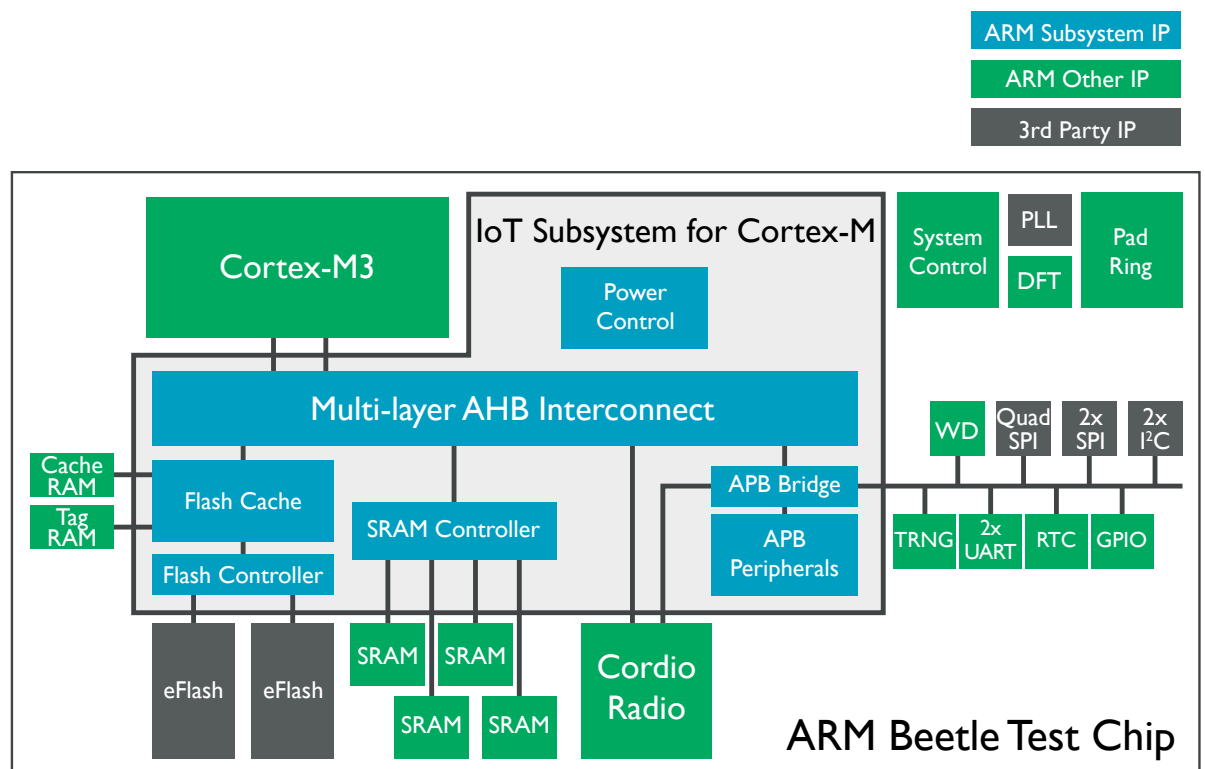 ARM Subsystem IP
ARM Other IP
3rd Party IP
Cortex-M3
IoT Subsystem for Cortex-M
Power
Control
System
Control
PLL
DFT
Pad
Ring
Multi-layer AHB Interconnect
Cache
RAM
Tag
RAM
Flash Cache
Flash Controller
SRAM Controller
APB Bridge
APB
Peripherals
WD
Quad
SPI
2x
SPI
2x
I²C
TRNG
2x
UART
RTC
GPIO
eFlash
eFlash
SRAM
SRAM
SRAM
SRAM
Cordio
Radio
ARM Beetle Test Chip